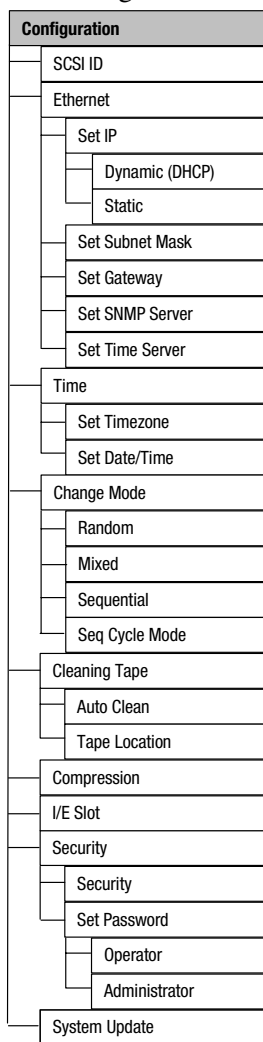 Configuration
SCSI ID
Ethernet
Set IP
Dynamic (DHCP)
Static
Set Subnet Mask
Set Gateway
Set SNMP Server
Set Time Server
Time
Set Timezone
Set Date/Time
Change Mode
Random
Mixed
Sequential
Seq Cycle Mode
Cleaning Tape
Auto Clean
Tape Location
Compression
I/E Slot
Security
Security
Set Password
Operator
Administrator
System Update